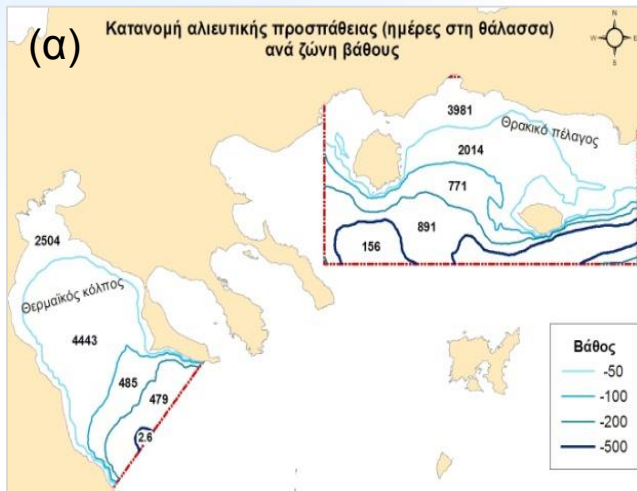 (α)
Κατανομή αλιευτικής προσπάθειας (ημέρες στη θάλασσα)
ανά ζώνη βάθους
N
W E
S
3981
Θρακικό πέλαγος
2014
771
891
156
2504
Θερμαϊκός κόλπος
4443
485
479
2.6
Βάθος
-50
-100
-200
-500